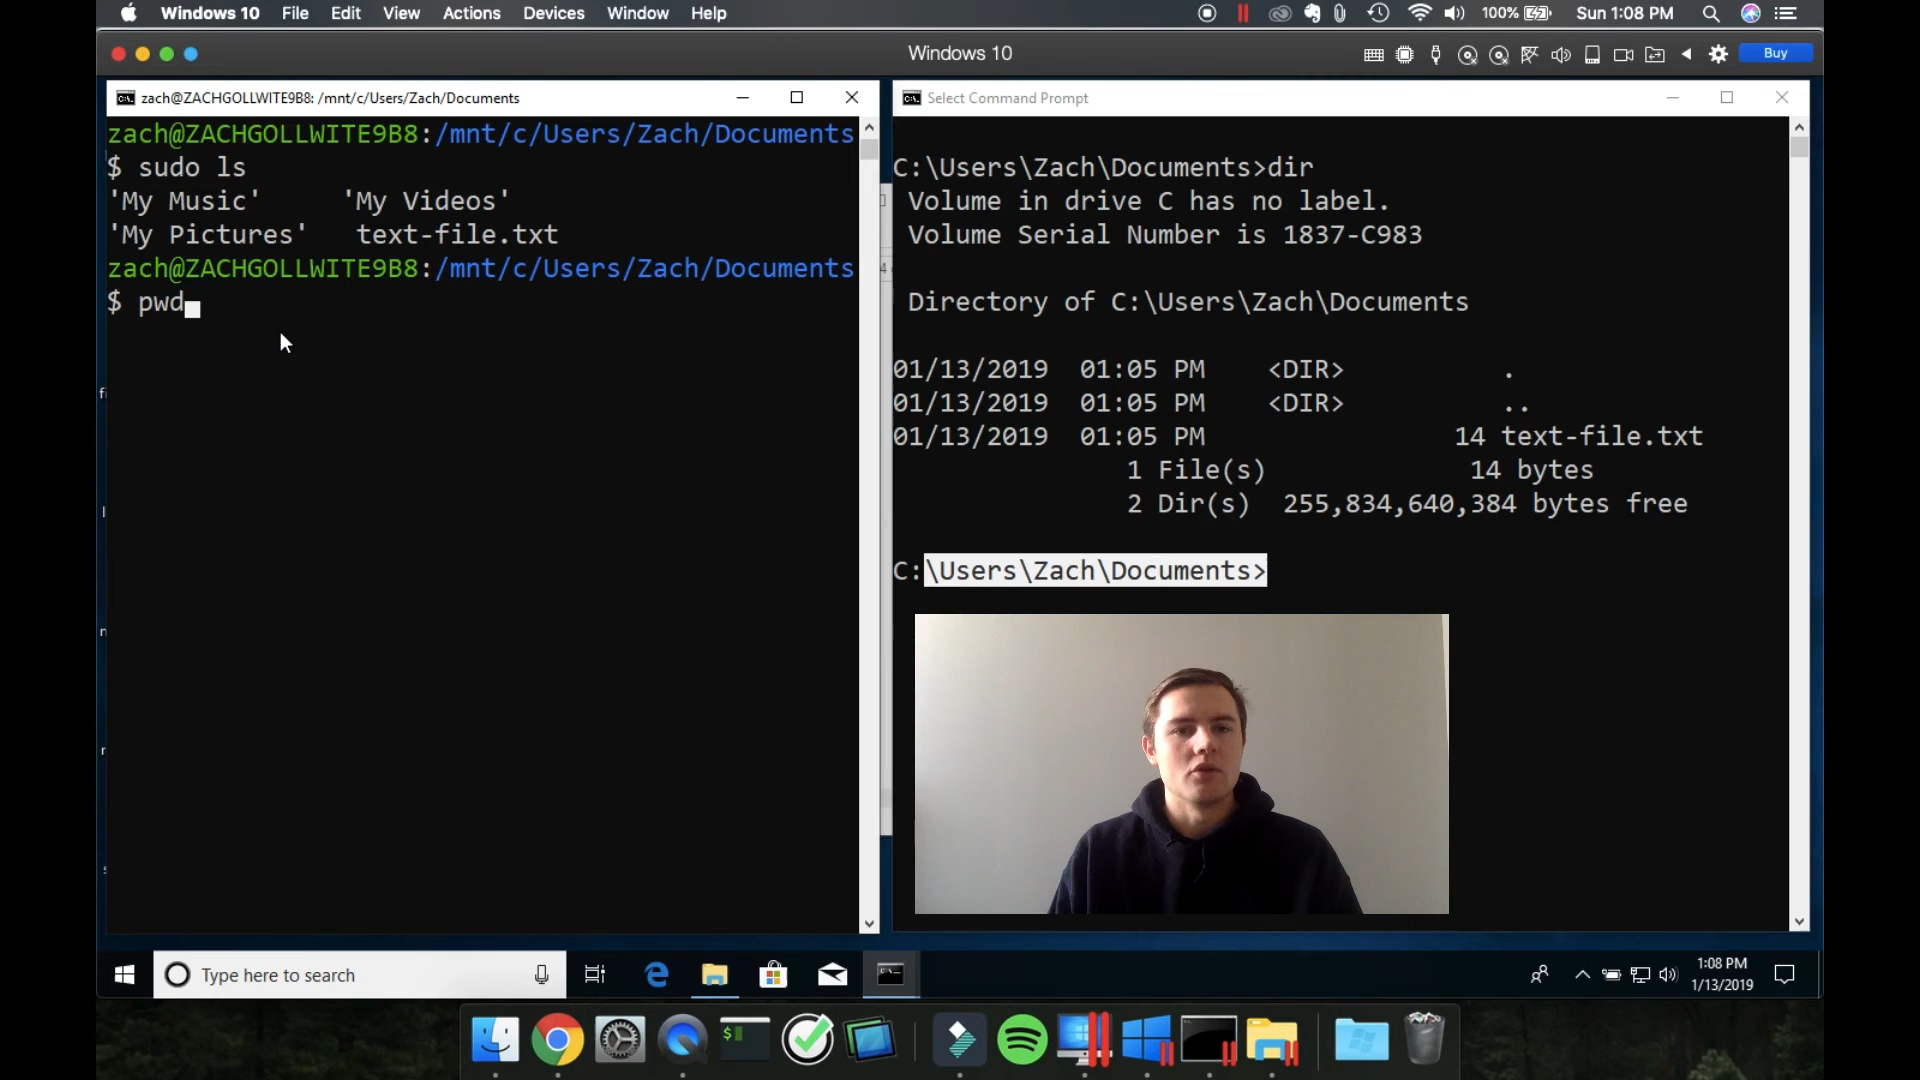 Windows 10 File Edit View Actions Devices Window Help
100% Sun 1:08 PM
Windows 10
Buy
zach@ZACHGOLLWITE9B8: /mnt/c/Users/Zach/Documents
zach@ZACHGOLLWITE9B8:/mnt/c/Users/Zach/Documents
$ sudo ls
'My Music' 'My Videos'
'My Pictures' text-file.txt
zach@ZACHGOLLWITE9B8:/mnt/c/Users/Zach/Documents
$ pwd
Select Command Prompt
C:\Users\Zach\Documents>dir
Volume in drive C has no label.
Volume Serial Number is 1837-C983
Directory of C:\Users\Zach\Documents
01/13/2019 01:05 PM <DIR> .
01/13/2019 01:05 PM <DIR> ..
01/13/2019 01:05 PM 14 text-file.txt
1 File(s) 14 bytes
2 Dir(s) 255,834,640,384 bytes free
C:\Users\Zach\Documents>
Type here to search
1:08 PM
1/13/2019